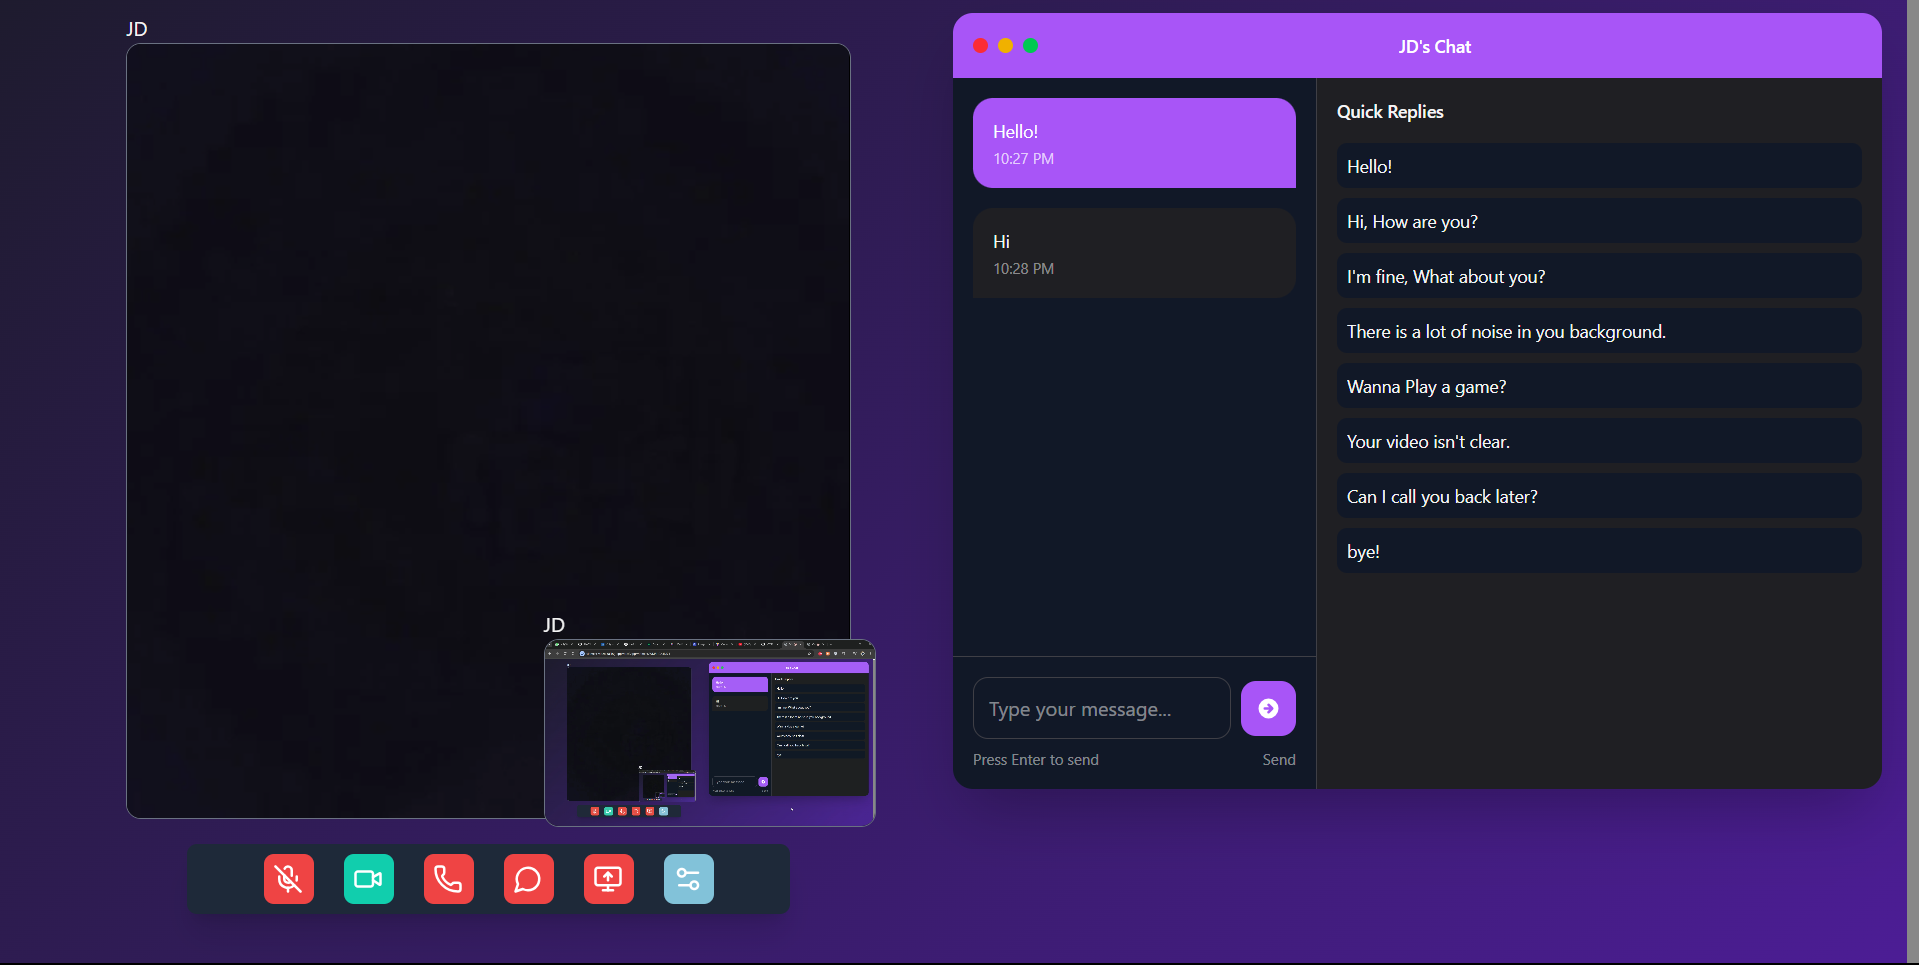 JD
JD
JD's Chat
Hello!
10:27 PM
Hi
10:28 PM
Type your message...
Press Enter to send
Send
Quick Replies
Hello!
Hi, How are you?
I'm fine, What about you?
There is a lot of noise in you background.
Wanna Play a game?
Your video isn't clear.
Can I call you back later?
bye!